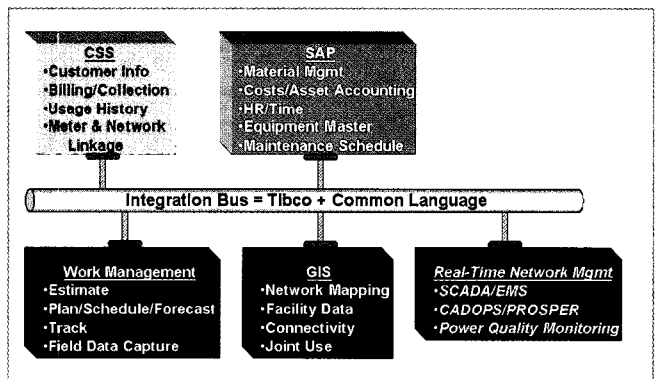 CSS
•Customer Info
•Billing/Collection
•Usage History
•Meter & Network
Linkage
SAP
•Material Mgmt
•Costs/Asset Accounting
•HR/Time
•Equipment Master
•Maintenance Schedule
Integration Bus = Tibco + Common Language
Work Management
•Estimate
•Plan/Schedule/Forecast
•Track
•Field Data Capture
GIS
•Network Mapping
•Facility Data
•Connectivity
•Joint Use
Real-Time Network Mgmt
•SCADA/EMS
•CADOPS/PROSPER
•Power Quality Monitoring